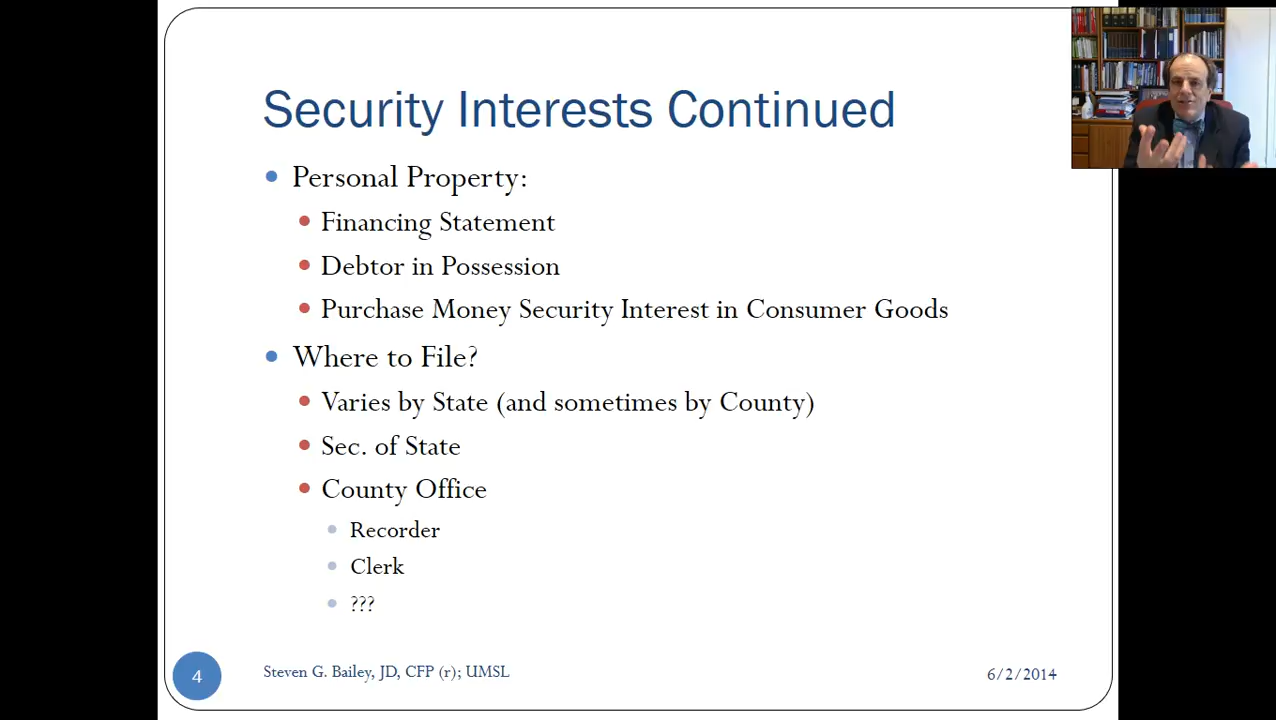 Security Interests Continued
Personal Property:
Financing Statement
Debtor in Possession
Purchase Money Security Interest in Consumer Goods
Where to File?
Varies by State (and sometimes by County)
Sec. of State
County Office
Recorder
Clerk
???
4
Steven G. Bailey, JD, CFP (r); UMSL
6/2/2014